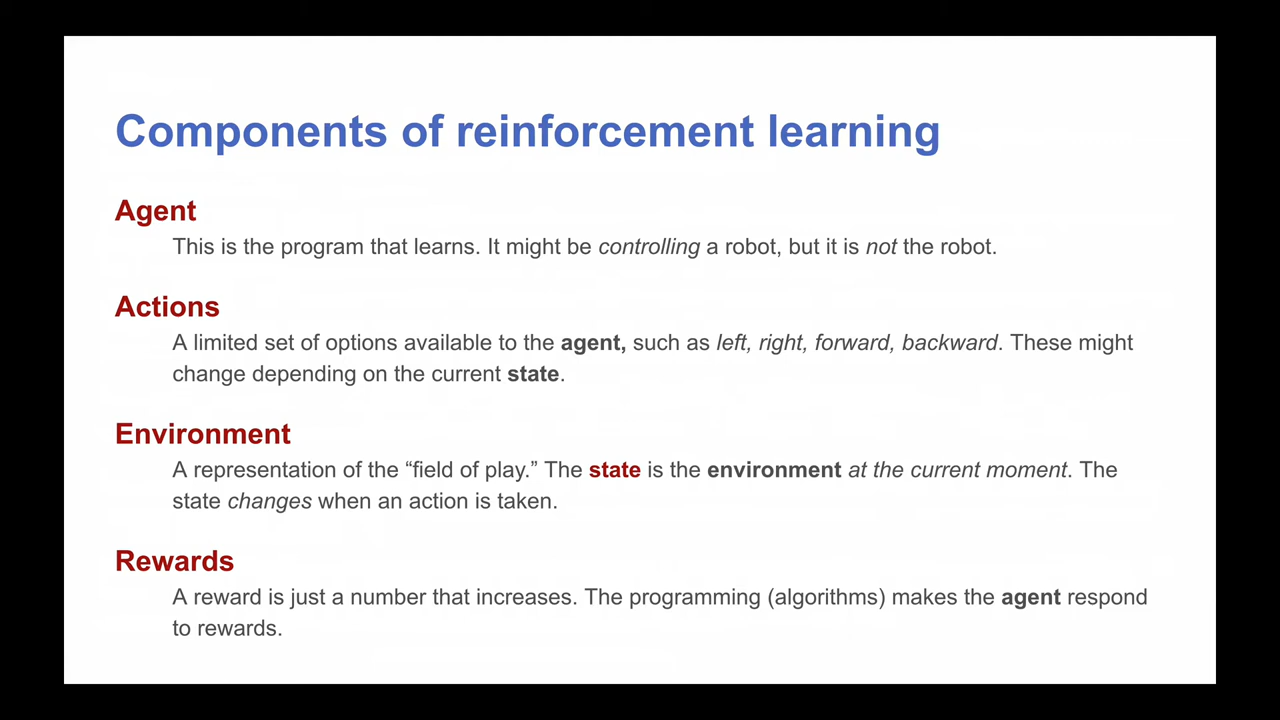 Components of reinforcement learning
Agent
This is the program that learns. It might be controlling a robot, but it is not the robot.
Actions
A limited set of options available to the agent, such as left, right, forward, backward. These might
change depending on the current state.
Environment
A representation of the “field of play.” The state is the environment at the current moment. The
state changes when an action is taken.
Rewards
A reward is just a number that increases. The programming (algorithms) makes the agent respond
to rewards.